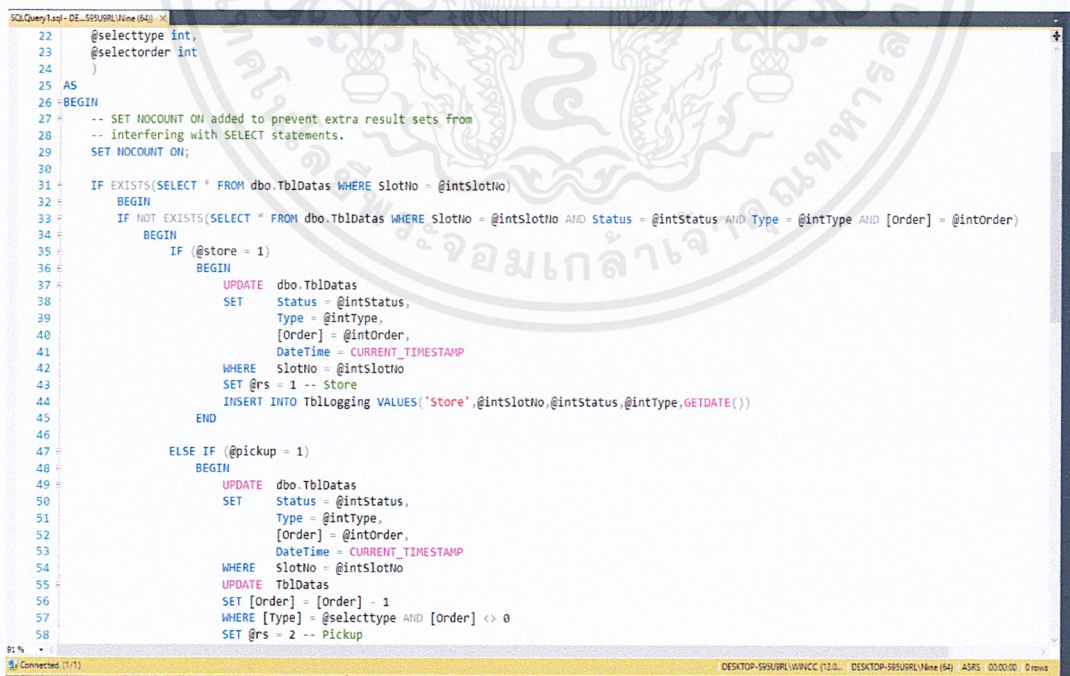 SQLQuery1.sql - DE...S95U9RL\Nine (64))
22 @selecttype int,
23 @selectorder int
24 )
25 AS
26 BEGIN
27 -- SET NOCOUNT ON added to prevent extra result sets from
28 -- interfering with SELECT statements.
29 SET NOCOUNT ON;
30
31 IF EXISTS(SELECT * FROM dbo.TblDatas WHERE SlotNo = @intSlotNo)
32 BEGIN
33 IF NOT EXISTS(SELECT * FROM dbo.TblDatas WHERE SlotNo = @intSlotNo AND Status = @intStatus AND Type = @intType AND [Order] = @intOrder)
34 BEGIN
35 IF (@store = 1)
36 BEGIN
37 UPDATE dbo.TblDatas
38 SET Status = @intStatus,
39 Type = @intType,
40 [Order] = @intOrder,
41 DateTime = CURRENT_TIMESTAMP
42 WHERE SlotNo = @intSlotNo
43 SET @rs = 1 -- Store
44 INSERT INTO TblLogging VALUES('Store',@intSlotNo,@intStatus,@intType,GETDATE())
45 END
46
47 ELSE IF (@pickup = 1)
48 BEGIN
49 UPDATE dbo.TblDatas
50 SET Status = @intStatus,
51 Type = @intType,
52 [Order] = @intOrder,
53 DateTime = CURRENT_TIMESTAMP
54 WHERE SlotNo = @intSlotNo
55 UPDATE TblDatas
56 SET [Order] = [Order] - 1
57 WHERE [Type] = @selecttype AND [Order] <> 0
58 SET @rs = 2 -- Pickup
91 %
Connected. (1/1) DESKTOP-S95U9RL\WINCC (12.0... DESKTOP-S95U9RL\Nine (64) ASRS 00:00:00 0 rows